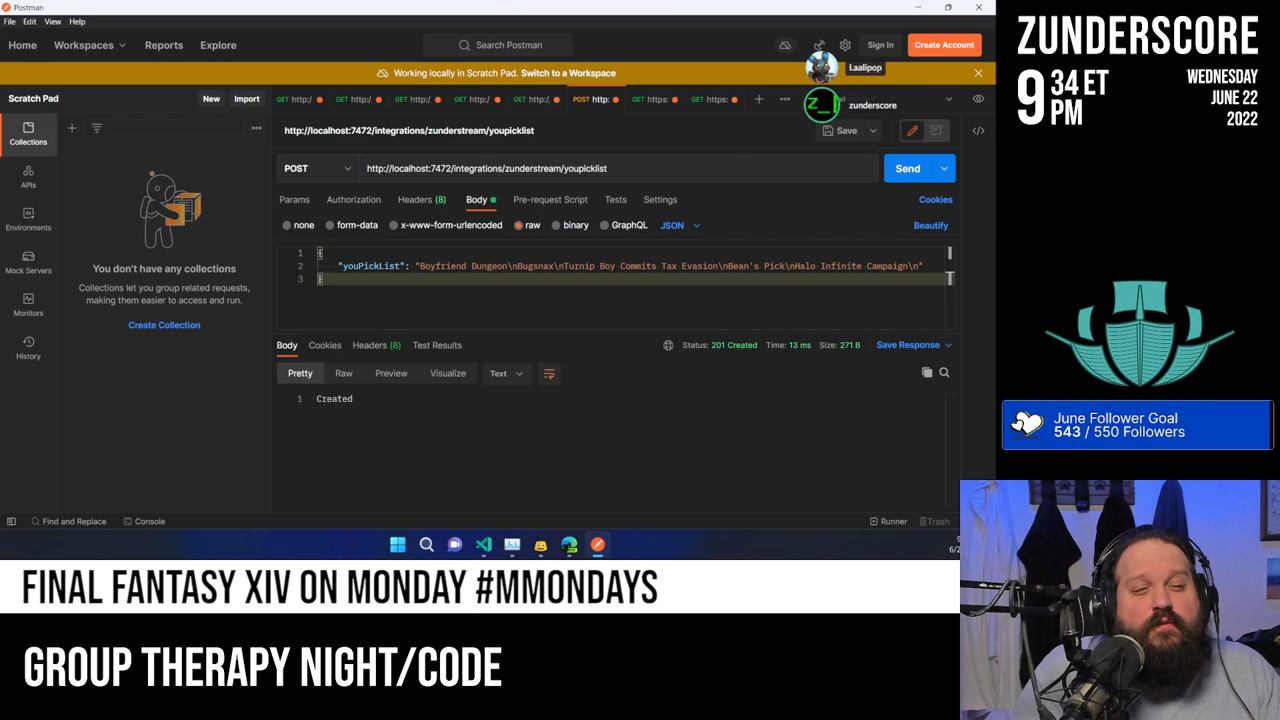 Postman
File Edit View Help
Home Workspaces Reports Explore Search Postman Sign In Create Account
Laalipop
Working locally in Scratch Pad. Switch to a Workspace
Scratch Pad New Import GET http:/ GET http:/ GET http:/ GET http:/ GET http:/ POST http: GET https: GET https:
zunderscore
http://localhost:7472/integrations/zunderstream/youpicklist Save
Collections
POST http://localhost:7472/integrations/zunderstream/youpicklist Send
APIs
Params Authorization Headers (8) Body Pre-request Script Tests Settings Cookies
Environments
none form-data x-www-form-urlencoded raw binary GraphQL JSON Beautify
1 {
2 "youPickList": "Boyfriend Dungeon\nBugsnax\nTurnip Boy Commits Tax Evasion\nBean's Pick\nHalo Infinite Campaign\n"
3 }
Mock Servers
Monitors
History
You don't have any collections
Collections let you group related requests,
making them easier to access and run.
Create Collection
Body Cookies Headers (8) Test Results Status: 201 Created Time: 13 ms Size: 271 B Save Response
Pretty Raw Preview Visualize Text
1 Created
Find and Replace Console Runner Trash
ZUNDERSCORE
9 34 ET
PM
WEDNESDAY
JUNE 22
2022
June Follower Goal
543 / 550 Followers
FINAL FANTASY XIV ON MONDAY #MMONDAYS
GROUP THERAPY NIGHT/CODE